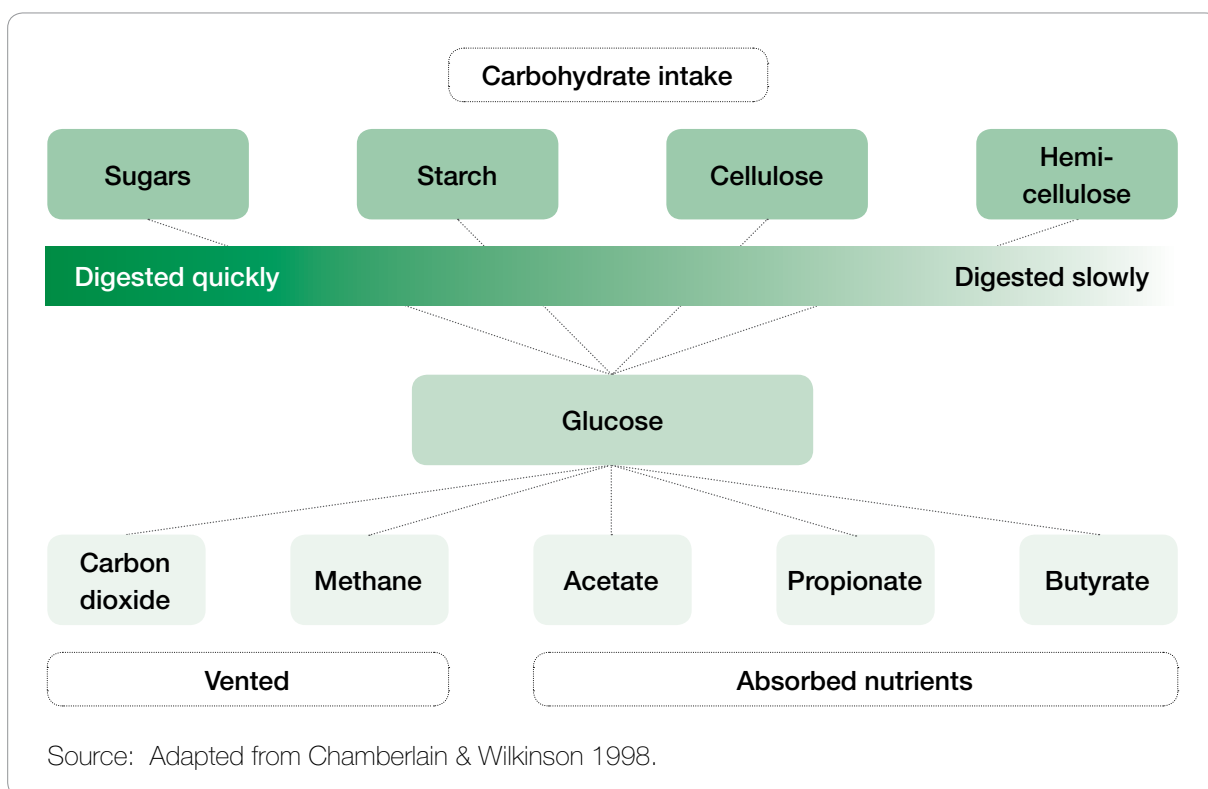 Carbohydrate intake
Sugars
Starch
Cellulose
Hemi-
cellulose
Digested quickly
Digested slowly
Glucose
Carbon
dioxide
Methane
Acetate
Propionate
Butyrate
Vented
Absorbed nutrients
Source: Adapted from Chamberlain & Wilkinson 1998.